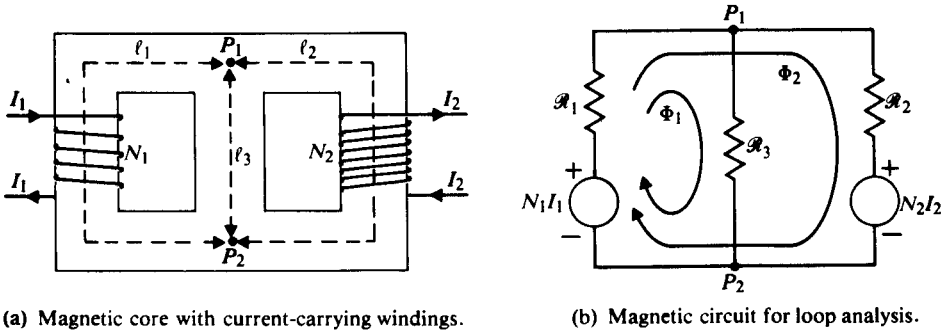 ℓ₁ P₁ ℓ₂
I₁ I₂
N₁ ℓ₃ N₂
I₁ I₂
P₂
(a) Magnetic core with current-carrying windings.
P₁
ℛ₁ Φ₁ Φ₂ ℛ₂
ℛ₃
+ +
N₁I₁ N₂I₂
− −
P₂
(b) Magnetic circuit for loop analysis.